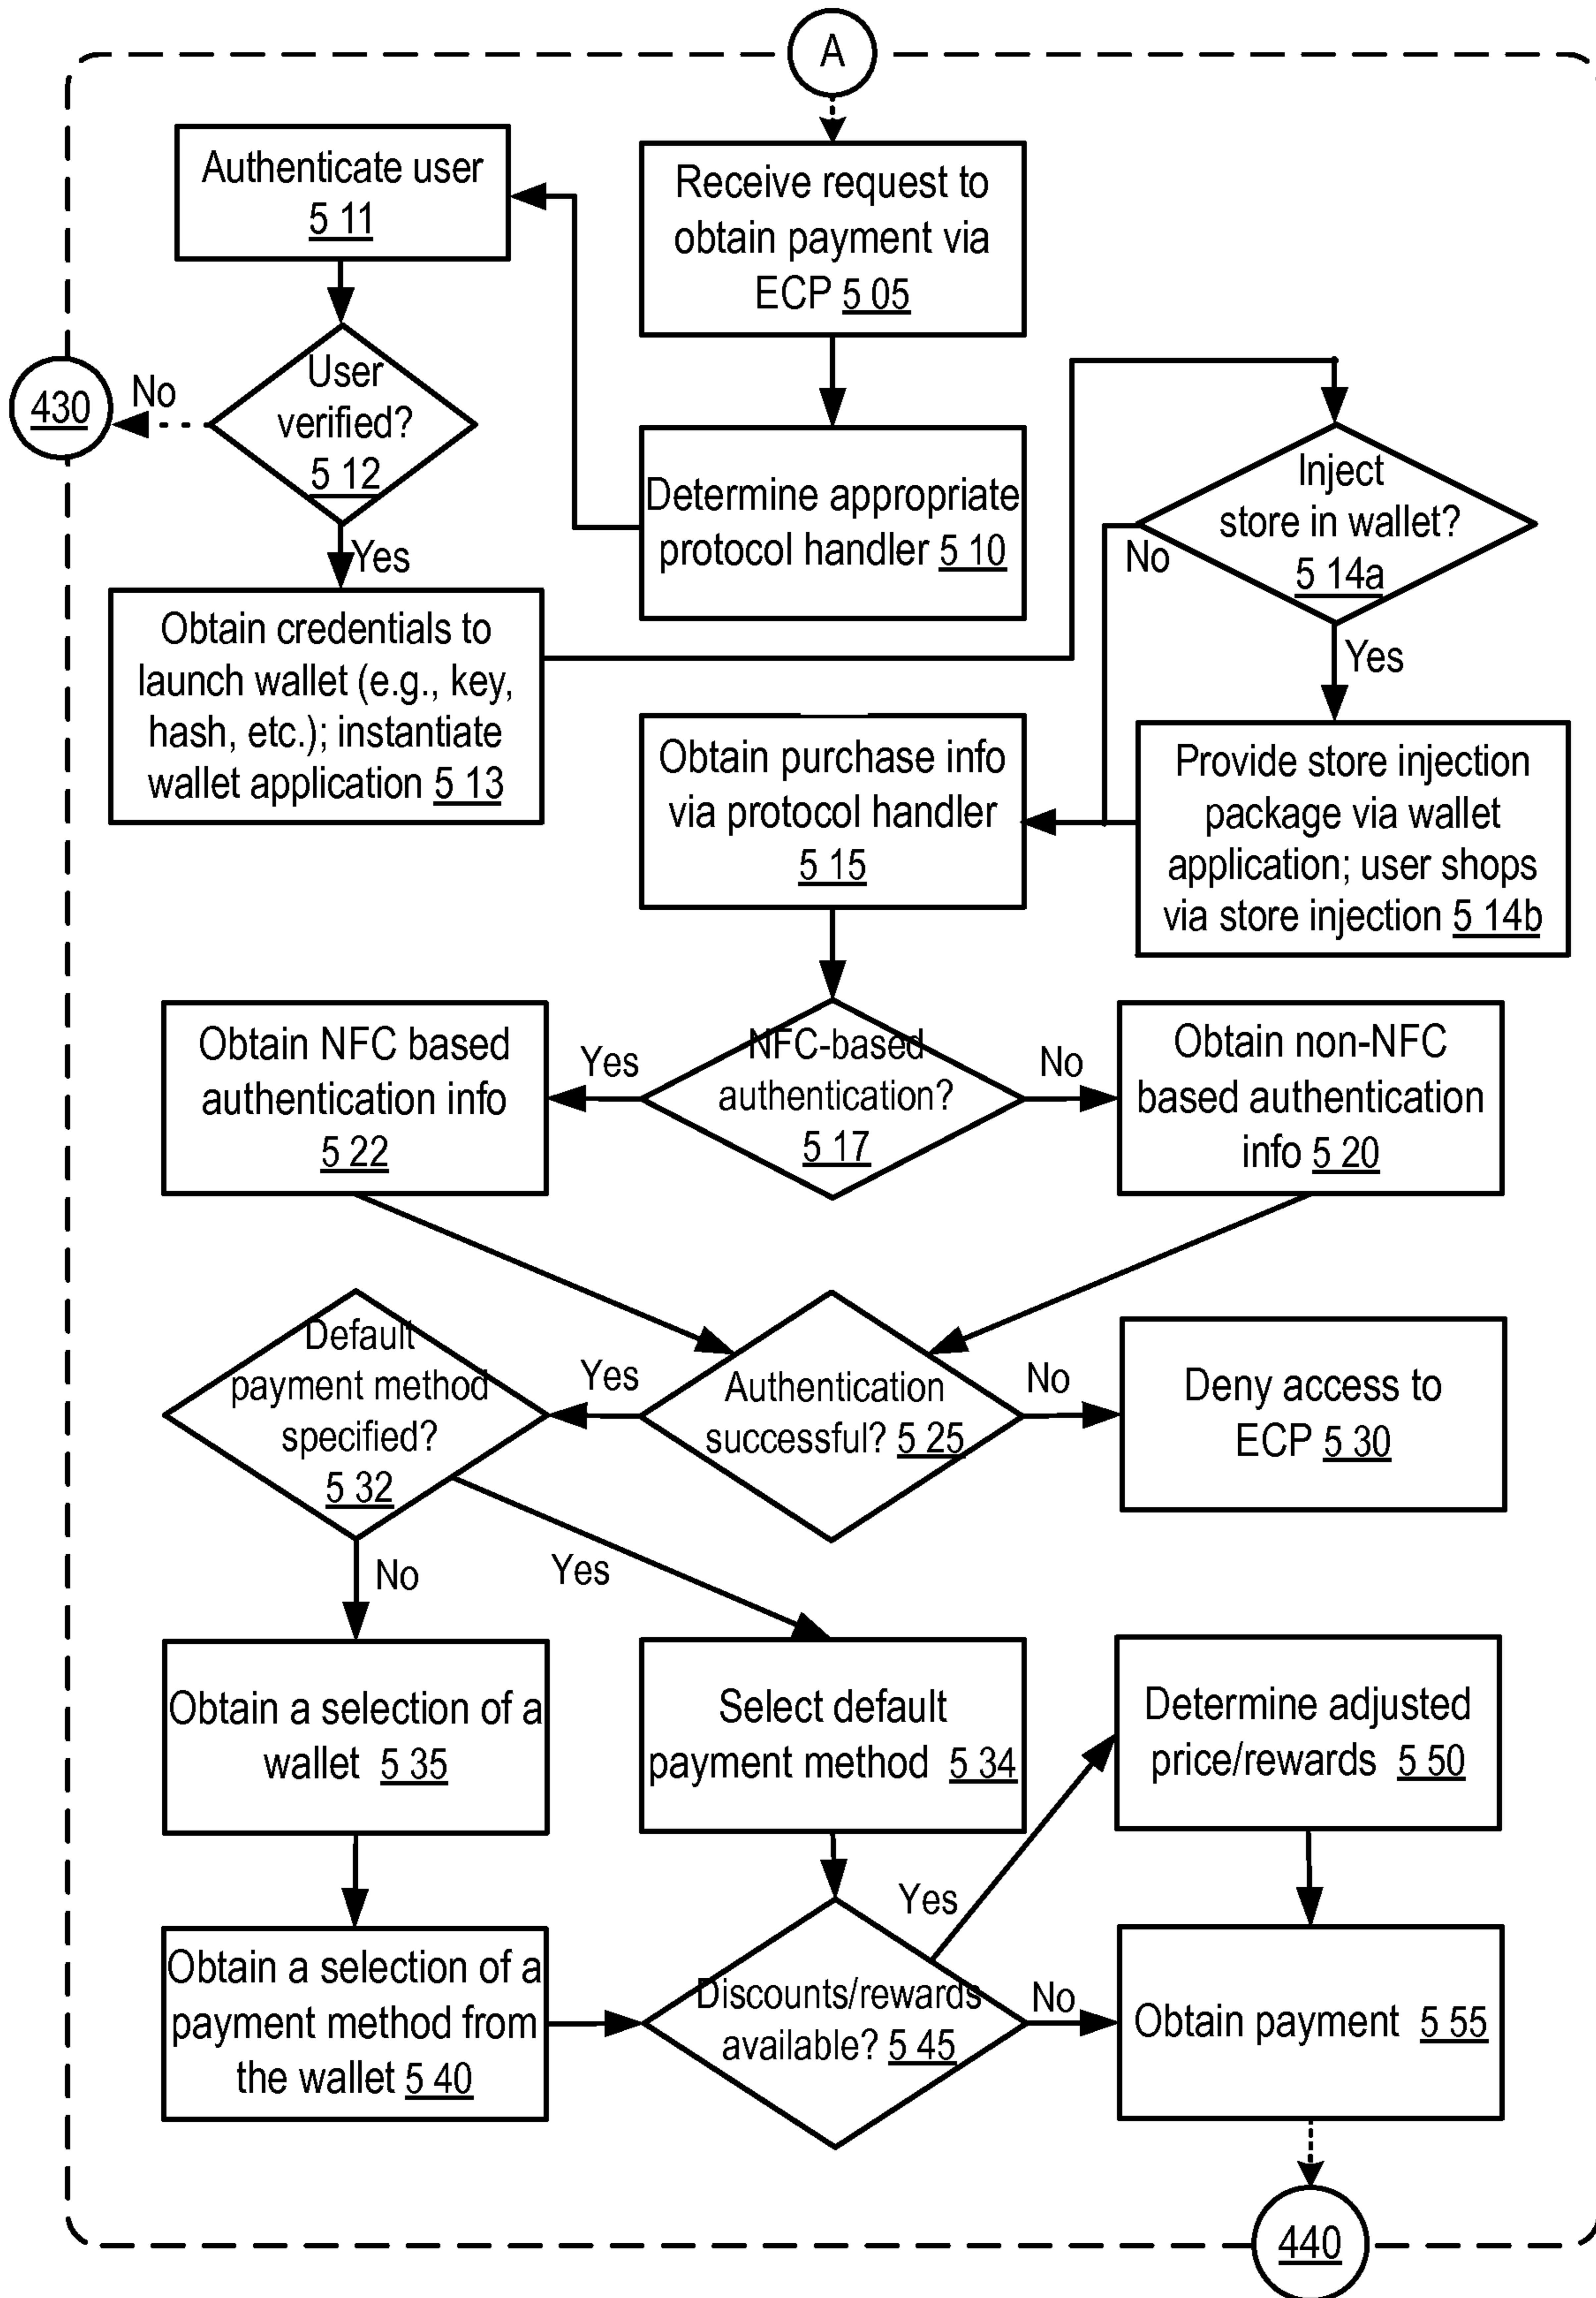 A
Authenticate user
5 11
Receive request to
obtain payment via
ECP 5 05
User
verified?
5 12
No
430
Yes
Determine appropriate
protocol handler 5 10
Inject
store in wallet?
5 14a
No
Yes
Obtain credentials to
launch wallet (e.g., key,
hash, etc.); instantiate
wallet application 5 13
Obtain purchase info
via protocol handler
5 15
Provide store injection
package via wallet
application; user shops
via store injection 5 14b
Obtain NFC based
authentication info
5 22
Yes
NFC-based
authentication?
5 17
No
Obtain non-NFC
based authentication
info 5 20
Default
payment method
specified?
5 32
Yes
Authentication
successful? 5 25
No
Deny access to
ECP 5 30
No
Yes
Obtain a selection of a
wallet 5 35
Select default
payment method 5 34
Determine adjusted
price/rewards 5 50
Yes
Obtain a selection of a
payment method from
the wallet 5 40
Discounts/rewards
available? 5 45
No
Obtain payment 5 55
440